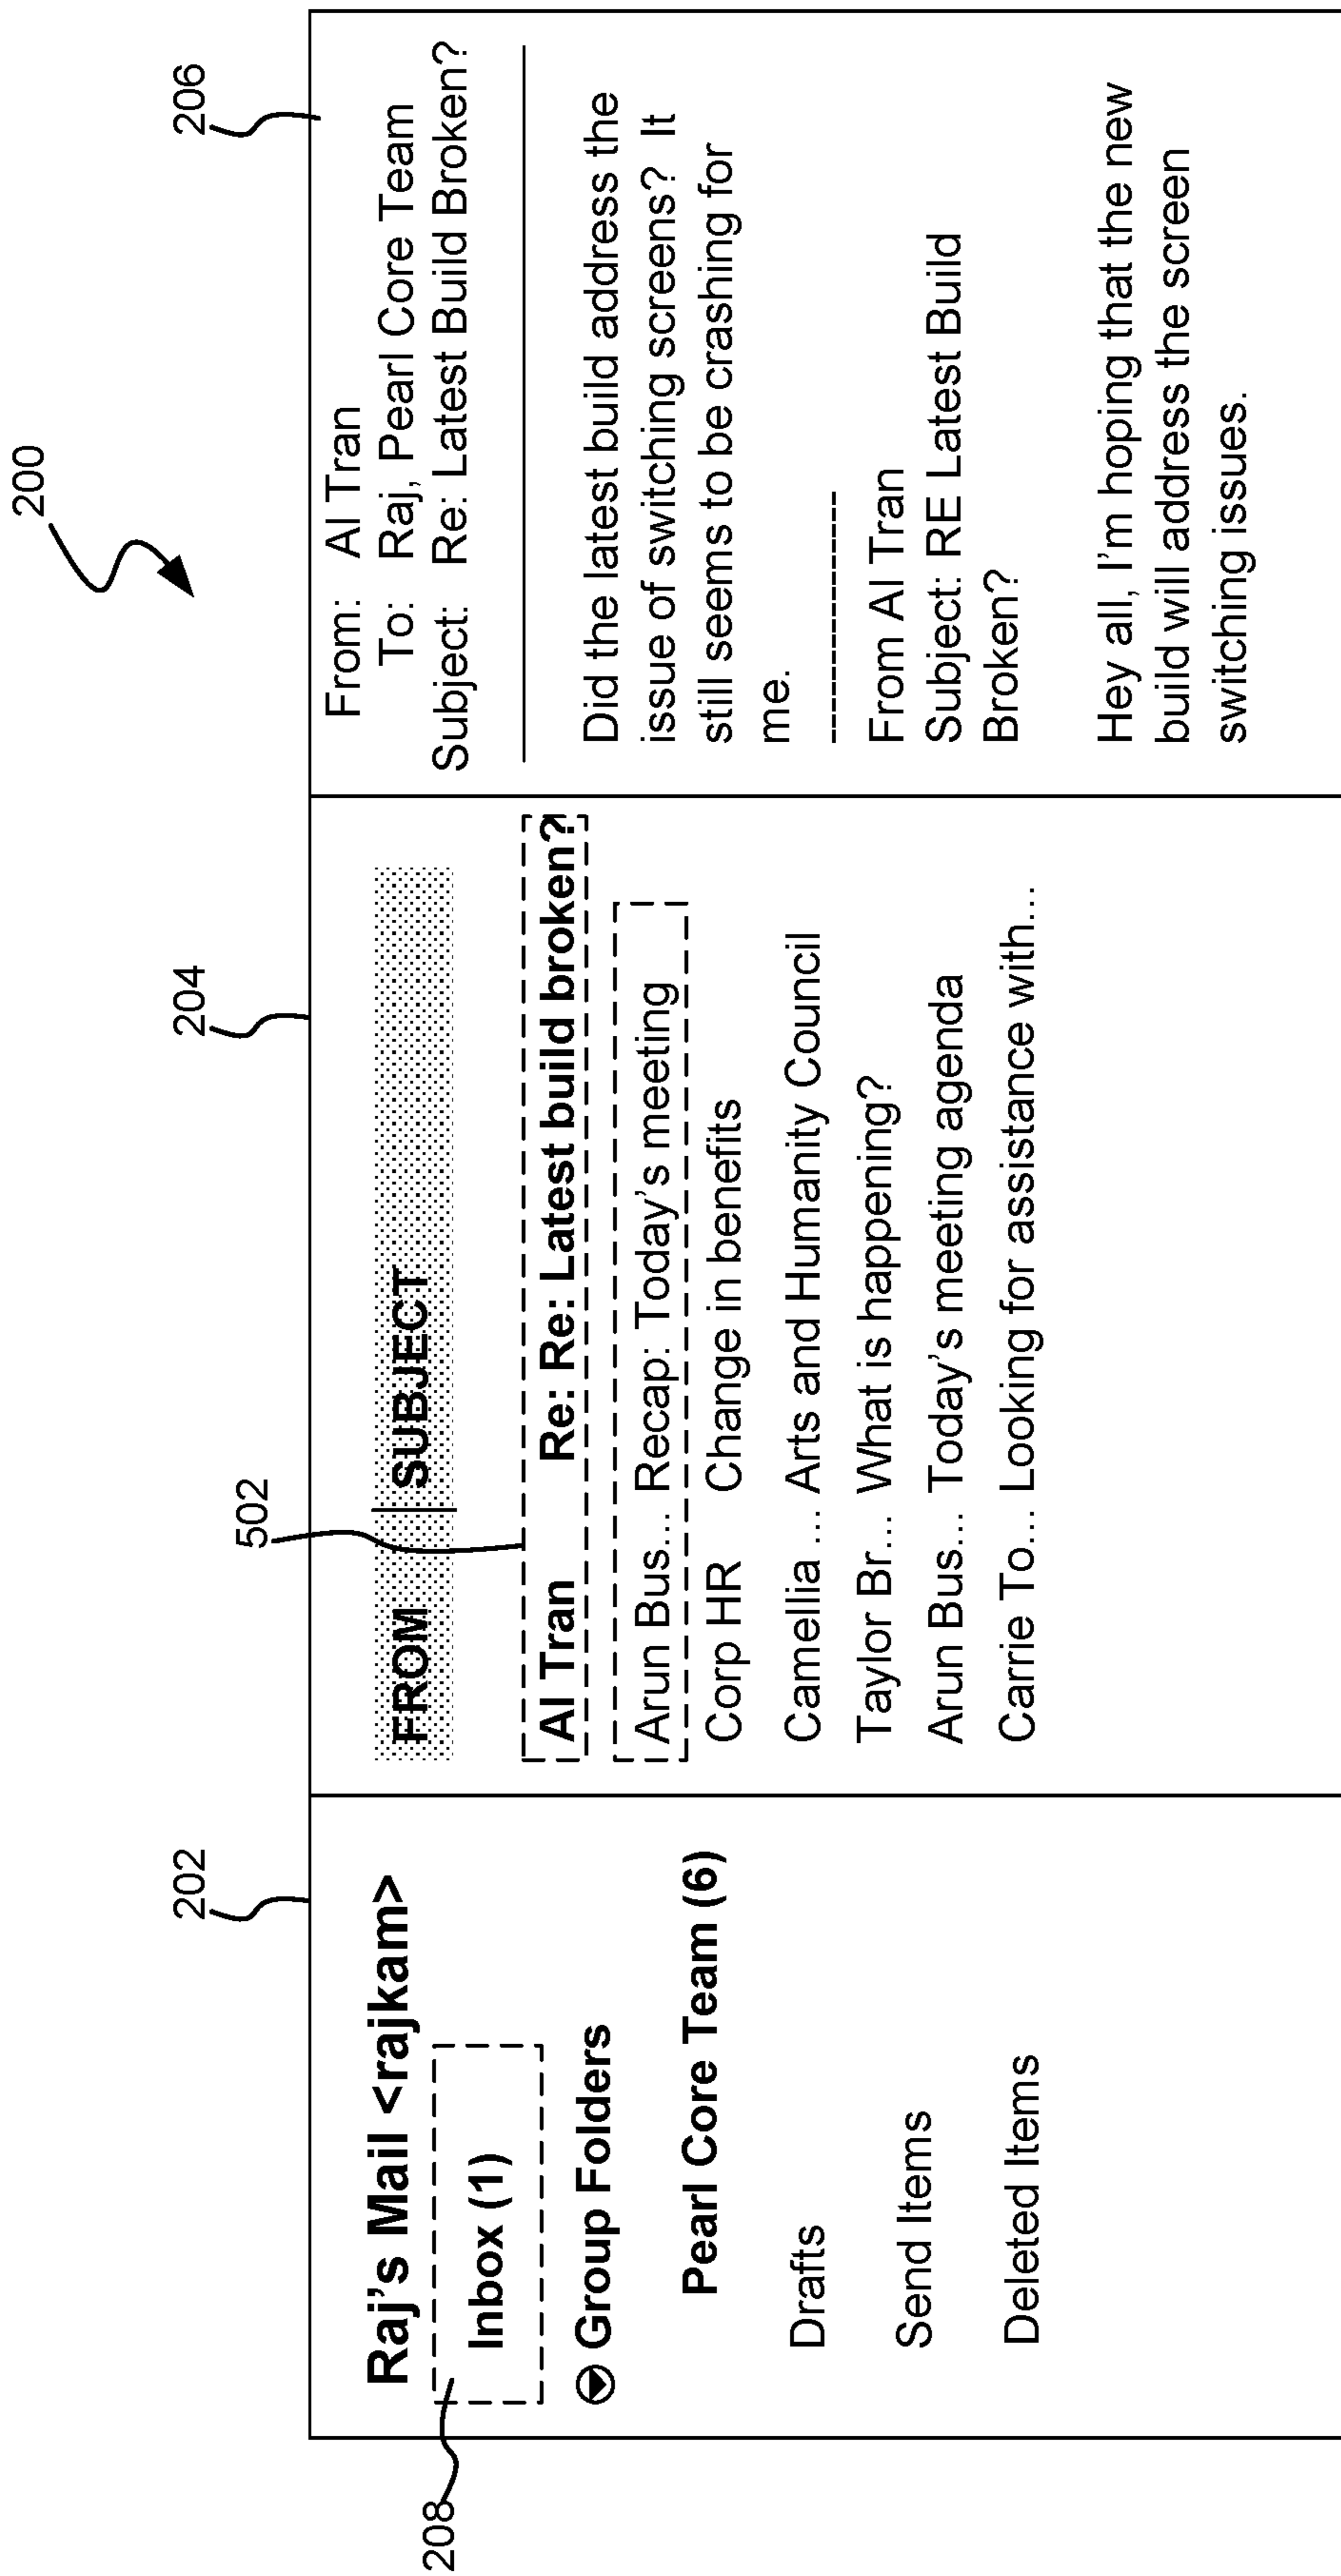 200
202
204
206
208
502
Raj's Mail <rajkam>
Inbox (1)
Group Folders
Pearl Core Team (6)
Drafts
Send Items
Deleted Items
FROM SUBJECT
Al Tran Re: Re: Latest build broken?
Arun Bus... Recap: Today's meeting
Corp HR Change in benefits
Camellia ... Arts and Humanity Council
Taylor Br... What is happening?
Arun Bus... Today's meeting agenda
Carrie To... Looking for assistance with...
From: Al Tran
To: Raj, Pearl Core Team
Subject: Re: Latest Build Broken?
Did the latest build address the
issue of switching screens? It
still seems to be crashing for
me.
----------------------
From Al Tran
Subject: RE Latest Build
Broken?
Hey all, I'm hoping that the new
build will address the screen
switching issues.